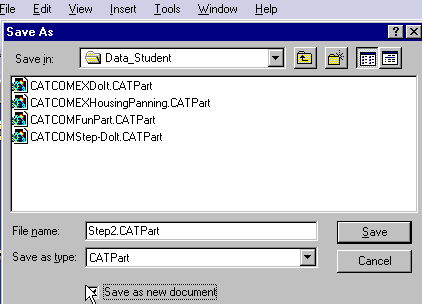 File Edit View Insert Tools Window Help
Save As
Save in: Data_Student
CATCOMEXDoIt.CATPart
CATCOMEXHousingPanning.CATPart
CATCOMFunPart.CATPart
CATCOMStep-DoIt.CATPart
File name: Step2.CATPart Save
Save as type: CATPart Cancel
Save as new document